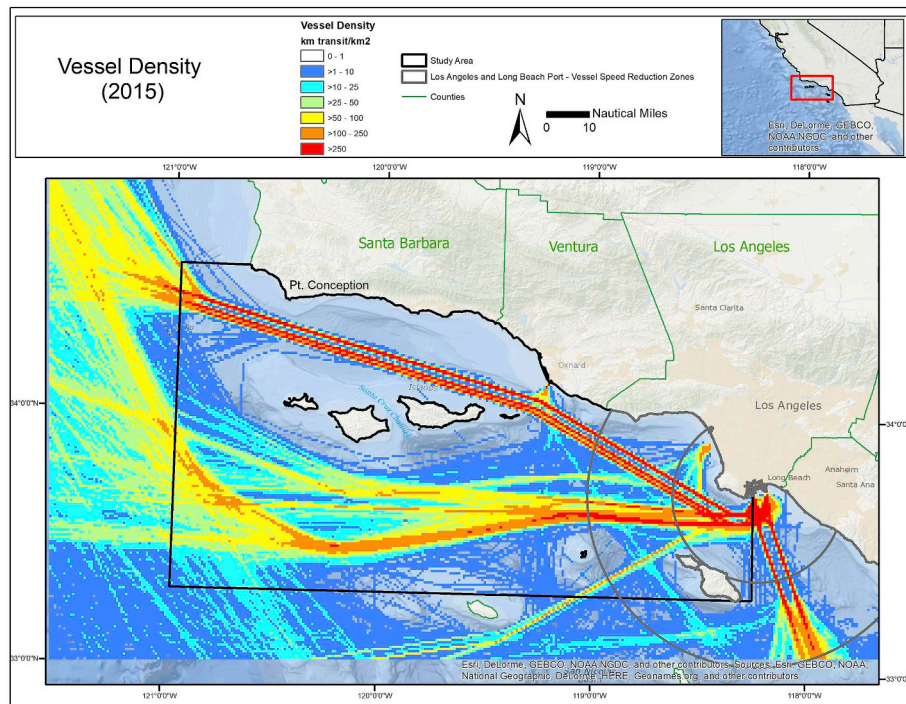 Vessel Density
(2015)
Vessel Density
km transit/km2
0 - 1
>1 - 10
>10 - 25
>25 - 50
>50 - 100
>100 - 250
>250
Study Area
Los Angeles and Long Beach Port - Vessel Speed Reduction Zones
Counties
N
Nautical Miles
0 10
Esri, DeLorme, GEBCO,
NOAA NGDC, and other
contributors
121°0'0"W
120°0'0"W
119°0'0"W
118°0'0"W
Santa Barbara
Ventura
Los Angeles
Pt. Conception
Santa Clarita
Oxnard
34°0'0"N
Santa Cruz
Los Angeles
34°0'0"N
Long Beach
Anaheim
Santa Ana
33°0'0"N
Esri, DeLorme, GEBCO, NOAA NGDC, and other contributors, Sources: Esri, GEBCO, NOAA,
National Geographic, DeLorme, HERE, Geonames.org, and other contributors
33°0'0"N
121°0'0"W
120°0'0"W
119°0'0"W
118°0'0"W